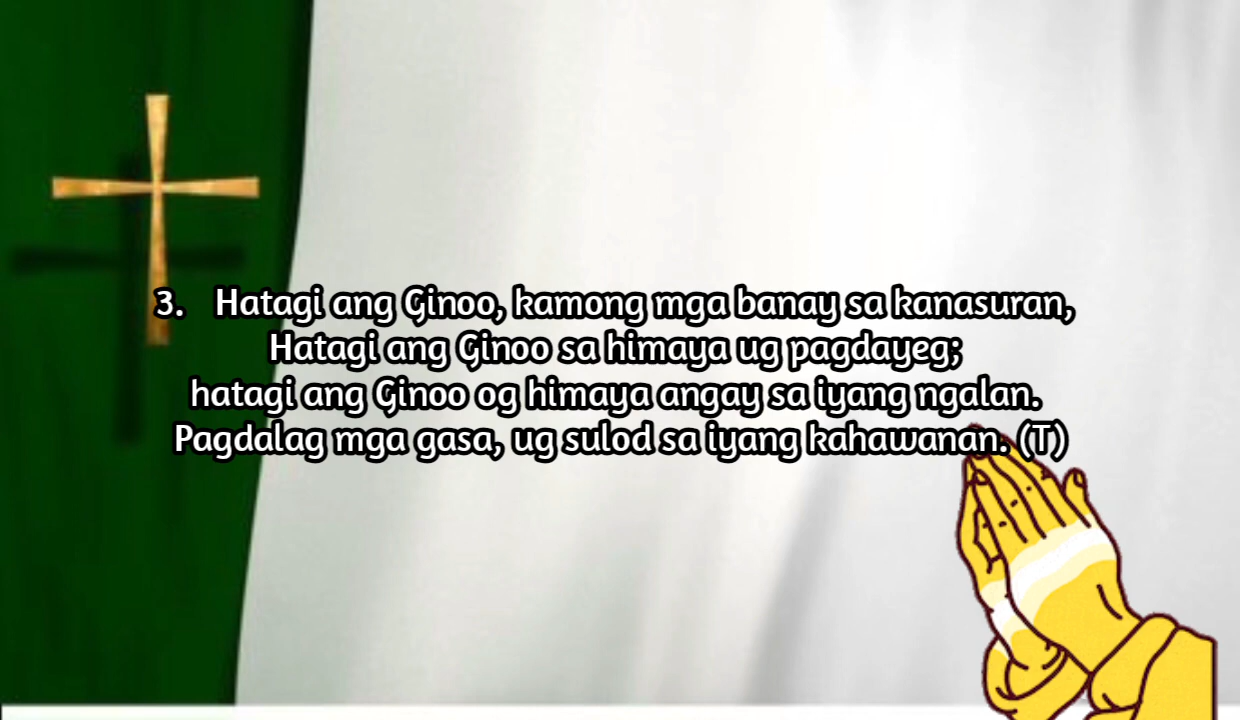 3. Hatagi ang Ginoo, kamong mga banay sa kanasuran,
Hatagi ang Ginoo sa himaya ug pagdayeg;
hatagi ang Ginoo og himaya angay sa iyang ngalan.
Pagdalag mga gasa, ug sulod sa iyang kahawanan. (T)